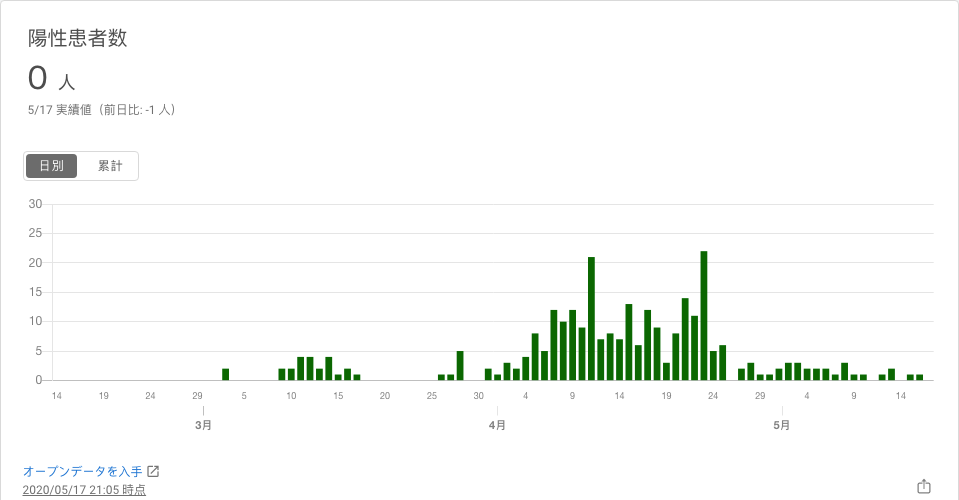 陽性患者数
0 人
5/17 実績値（前日比: -1 人）
日別 累計
30
25
20
15
10
5
0
14 19 24 29 5 10 15 20 25 30 4 9 14 19 24 29 4 9 14
3月 4月 5月
オープンデータを入手
2020/05/17 21:05 時点